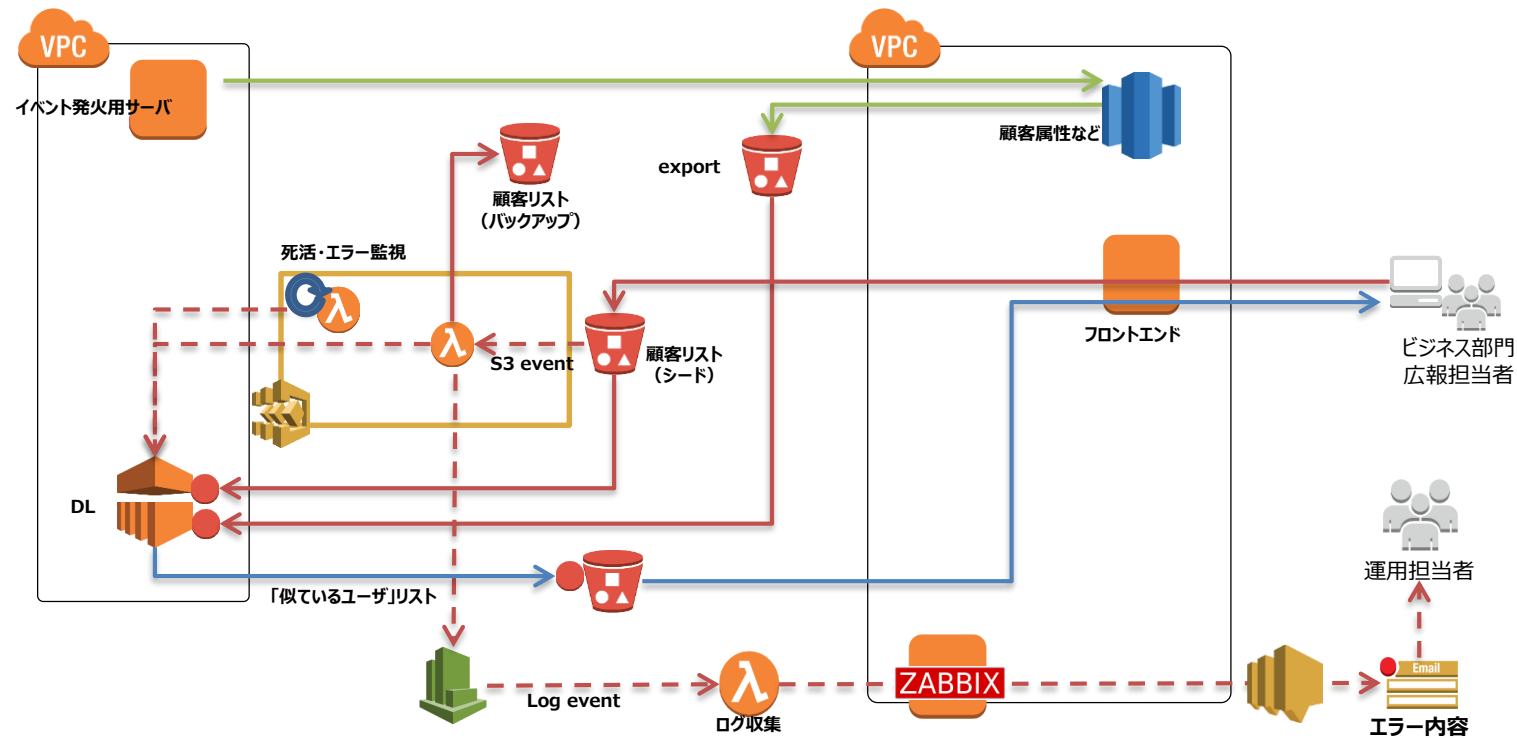 VPC
VPC
イベント発火用サーバ
顧客属性など
export
顧客リスト
（バックアップ）
死活・エラー監視
フロントエンド
S3 event
顧客リスト
（シード）
ビジネス部門
広報担当者
DL
「似ているユーザ」リスト
運用担当者
Log event
ログ収集
ZABBIX
Email
エラー内容